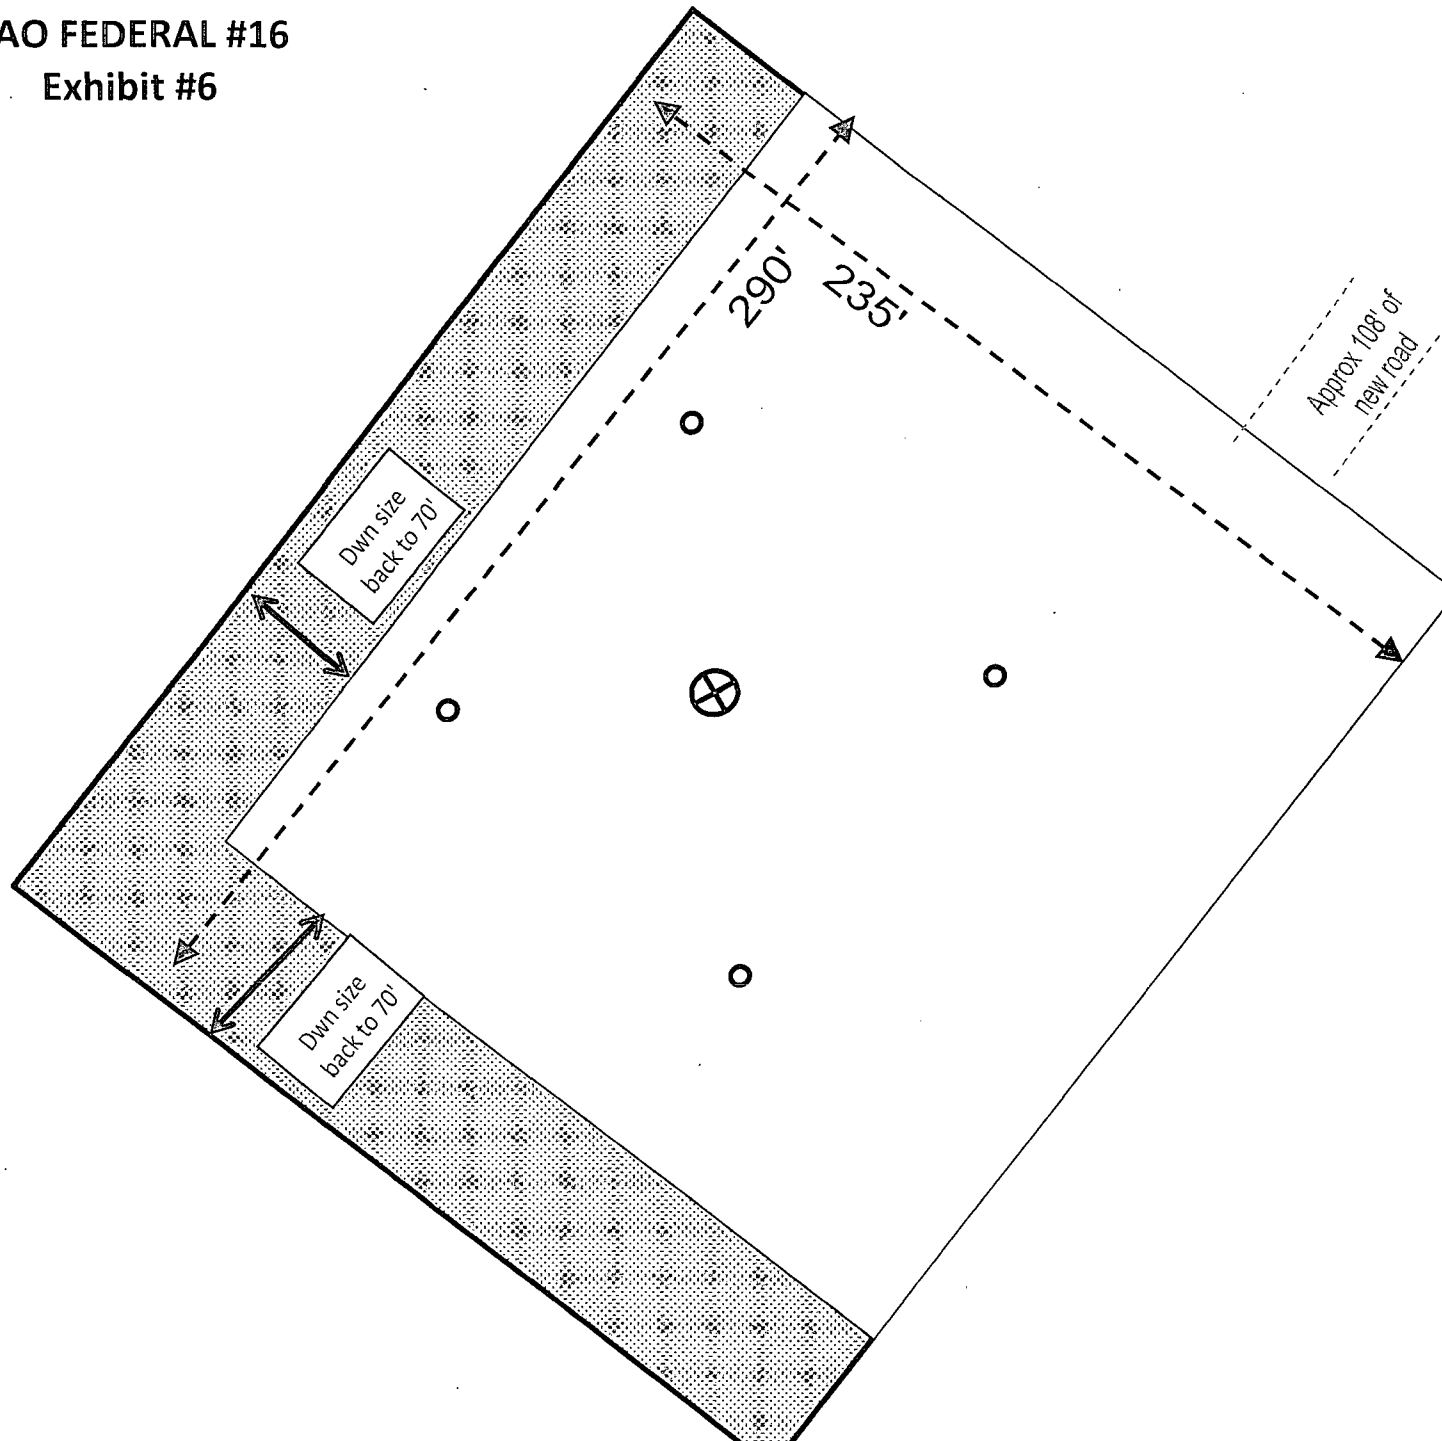 AO FEDERAL #16
Exhibit #6
290'
235'
Approx 108' of
new road
Dwn size
back to 70'
Dwn size
back to 70'